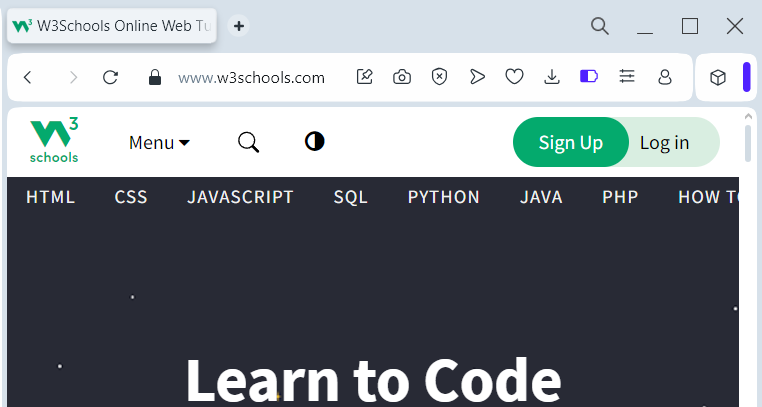 W3Schools Online Web Tu
www.w3schools.com
W3
schools
Menu
Sign Up
Log in
HTML CSS JAVASCRIPT SQL PYTHON JAVA PHP HOW TO
Learn to Code